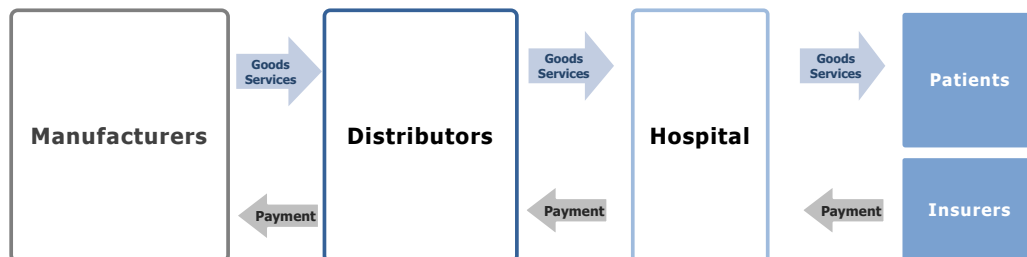 Goods
Services
Goods
Services
Goods
Services
Patients
Manufacturers
Distributors
Hospital
Payment
Payment
Payment
Insurers